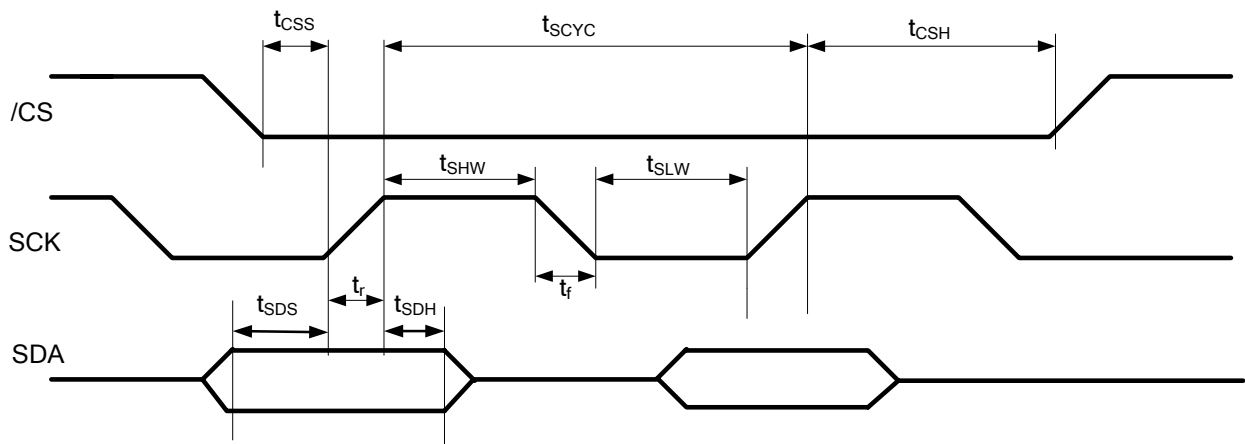 tCSS
tSCYC
tCSH
/CS
tSHW
tSLW
SCK
tr
tf
tSDS
tSDH
SDA